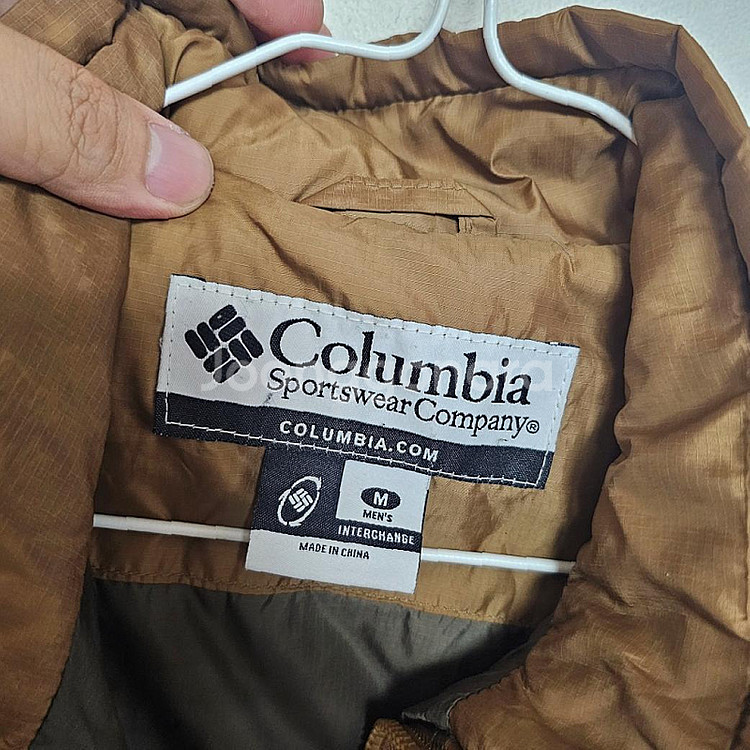 Columbia
Sportswear Company®
COLUMBIA.COM
M
MEN'S
INTERCHANGE
MADE IN CHINA